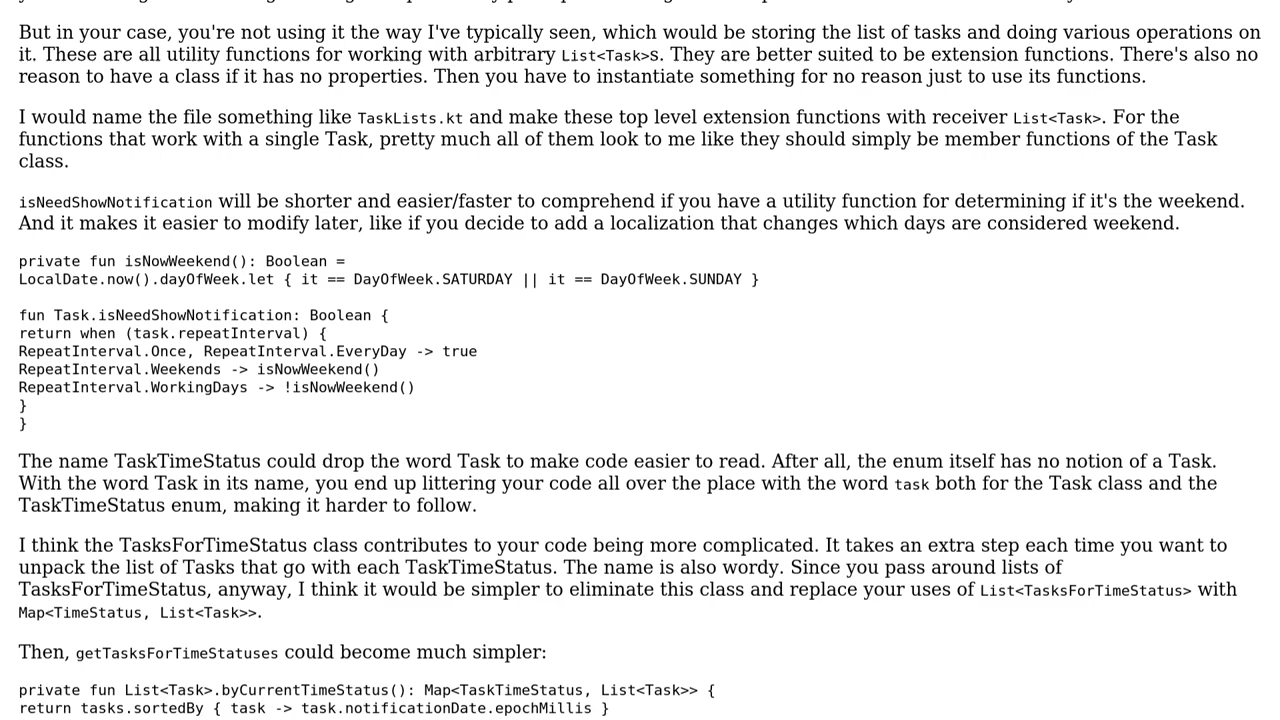 But in your case, you're not using it the way I've typically seen, which would be storing the list of tasks and doing various operations on
it. These are all utility functions for working with arbitrary List<Task>s. They are better suited to be extension functions. There's also no
reason to have a class if it has no properties. Then you have to instantiate something for no reason just to use its functions.
I would name the file something like TaskLists.kt and make these top level extension functions with receiver List<Task>. For the
functions that work with a single Task, pretty much all of them look to me like they should simply be member functions of the Task
class.
isNeedShowNotification will be shorter and easier/faster to comprehend if you have a utility function for determining if it's the weekend.
And it makes it easier to modify later, like if you decide to add a localization that changes which days are considered weekend.
private fun isNowWeekend(): Boolean =
LocalDate.now().dayOfWeek.let { it == DayOfWeek.SATURDAY || it == DayOfWeek.SUNDAY }
fun Task.isNeedShowNotification: Boolean {
return when (task.repeatInterval) {
RepeatInterval.Once, RepeatInterval.EveryDay -> true
RepeatInterval.Weekends -> isNowWeekend()
RepeatInterval.WorkingDays -> !isNowWeekend()
}
}
The name TaskTimeStatus could drop the word Task to make code easier to read. After all, the enum itself has no notion of a Task.
With the word Task in its name, you end up littering your code all over the place with the word task both for the Task class and the
TaskTimeStatus enum, making it harder to follow.
I think the TasksForTimeStatus class contributes to your code being more complicated. It takes an extra step each time you want to
unpack the list of Tasks that go with each TaskTimeStatus. The name is also wordy. Since you pass around lists of
TasksForTimeStatus, anyway, I think it would be simpler to eliminate this class and replace your uses of List<TasksForTimeStatus> with
Map<TimeStatus, List<Task>>.
Then, getTasksForTimeStatuses could become much simpler:
private fun List<Task>.byCurrentTimeStatus(): Map<TaskTimeStatus, List<Task>> {
return tasks.sortedBy { task -> task.notificationDate.epochMillis }